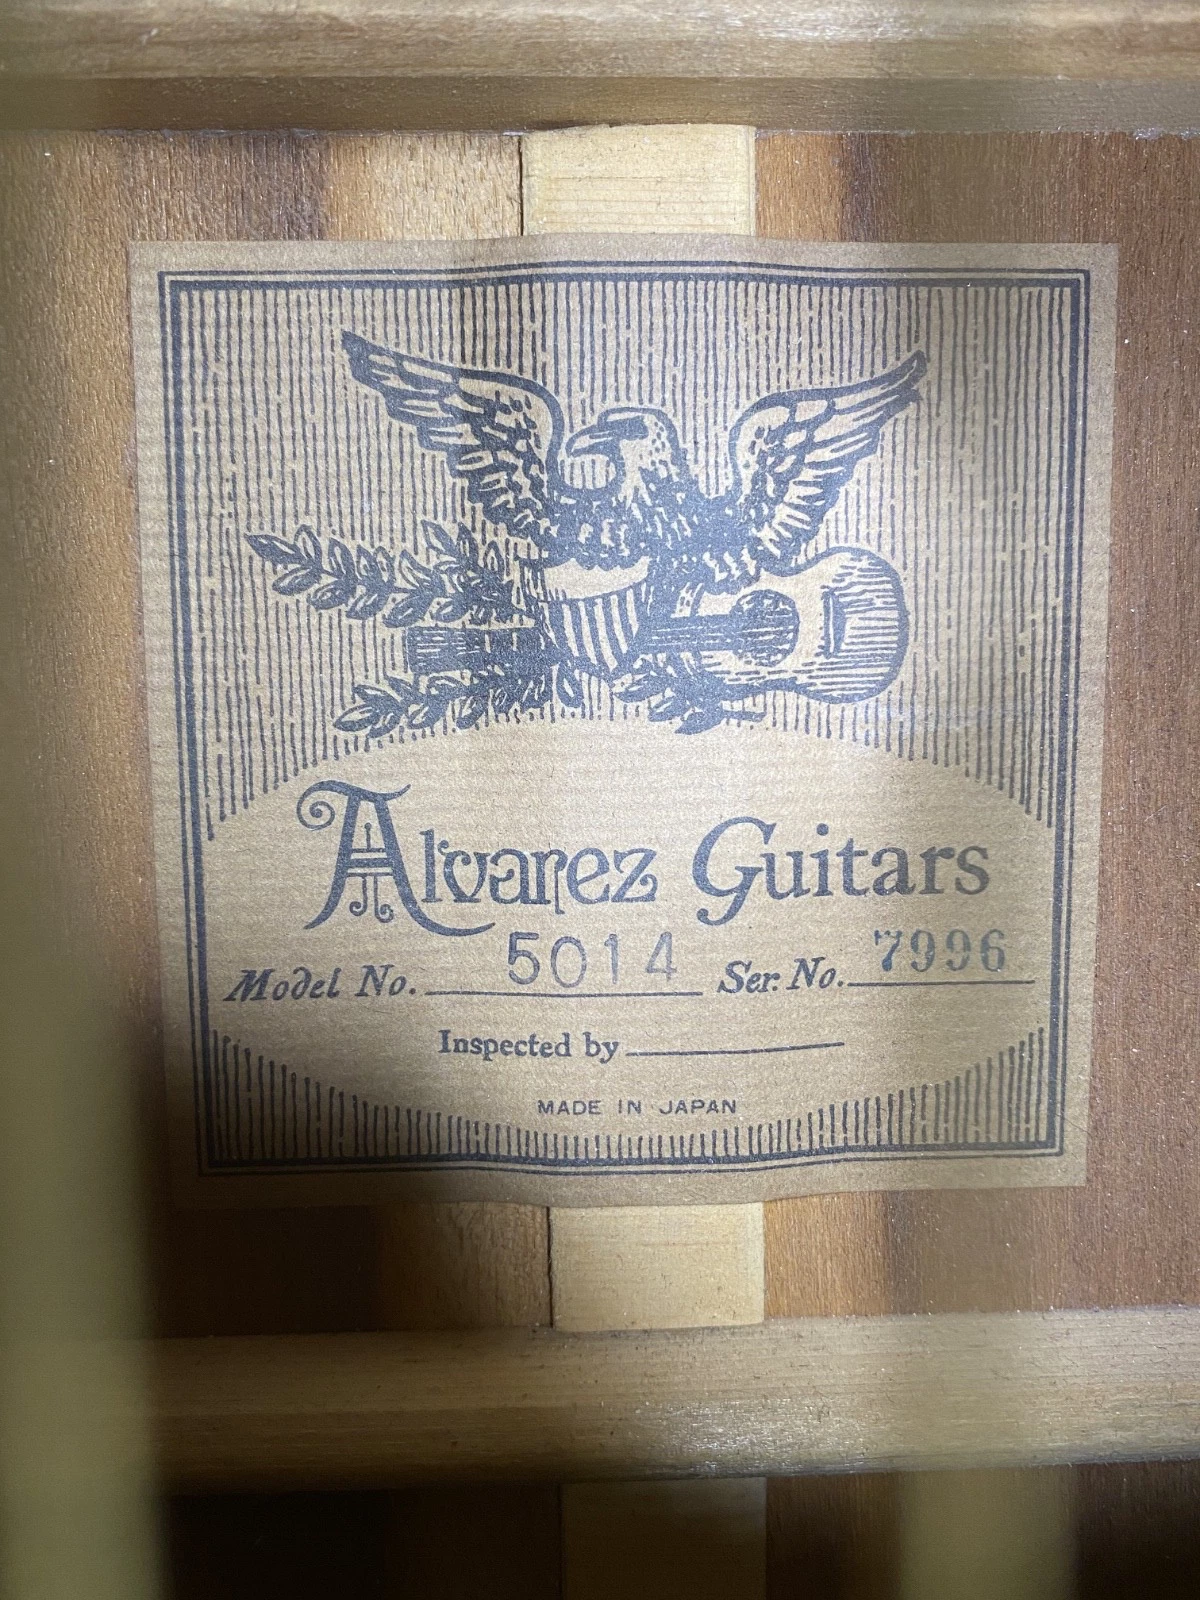 Alvarez Guitars
Model No. 5014 Ser. No. 7996
Inspected by
MADE IN JAPAN